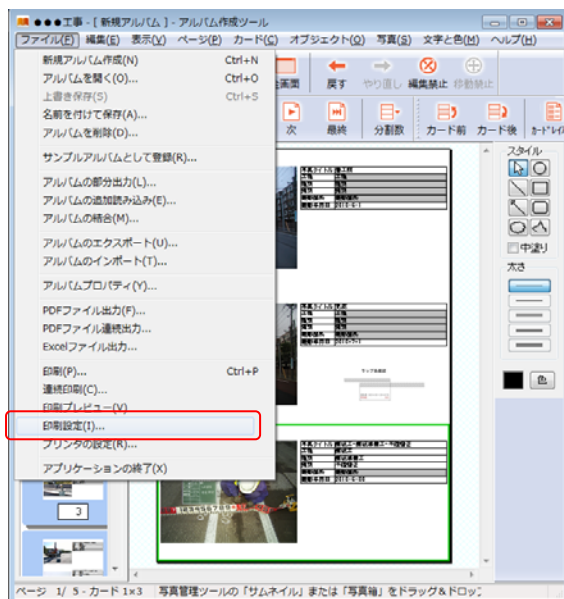 ●●●工事 - [ 新規アルバム ] - アルバム作成ツール
ファイル(F) 編集(E) 表示(V) ページ(P) カード(C) オブジェクト(O) 写真(S) 文字と色(M) ヘルプ(H)
新規アルバム作成(N) Ctrl+N
アルバムを開く(O)... Ctrl+O
上書き保存(S) Ctrl+S
名前を付けて保存(A)...
アルバムを削除(D)...
サンプルアルバムとして登録(R)...
アルバムの部分出力(L)...
アルバムの追加読み込み(E)...
アルバムの結合(M)...
アルバムのエクスポート(U)...
アルバムのインポート(T)...
アルバムプロパティ(Y)...
PDFファイル出力(F)...
PDFファイル連続出力...
Excelファイル出力...
印刷(P)... Ctrl+P
連続印刷(C)...
印刷プレビュー(V)
印刷設定(I)...
プリンタの設定(R)...
アプリケーションの終了(X)
画面 戻す やり直し 編集禁止 移動禁止
次 最終 分割数 カード前 カード後
スタイル
中塗り
太さ
色
3
ページ 1/ 5 - カード 1×3 写真管理ツールの「サムネイル」または「写真箱」をドラッグ&ドロッ